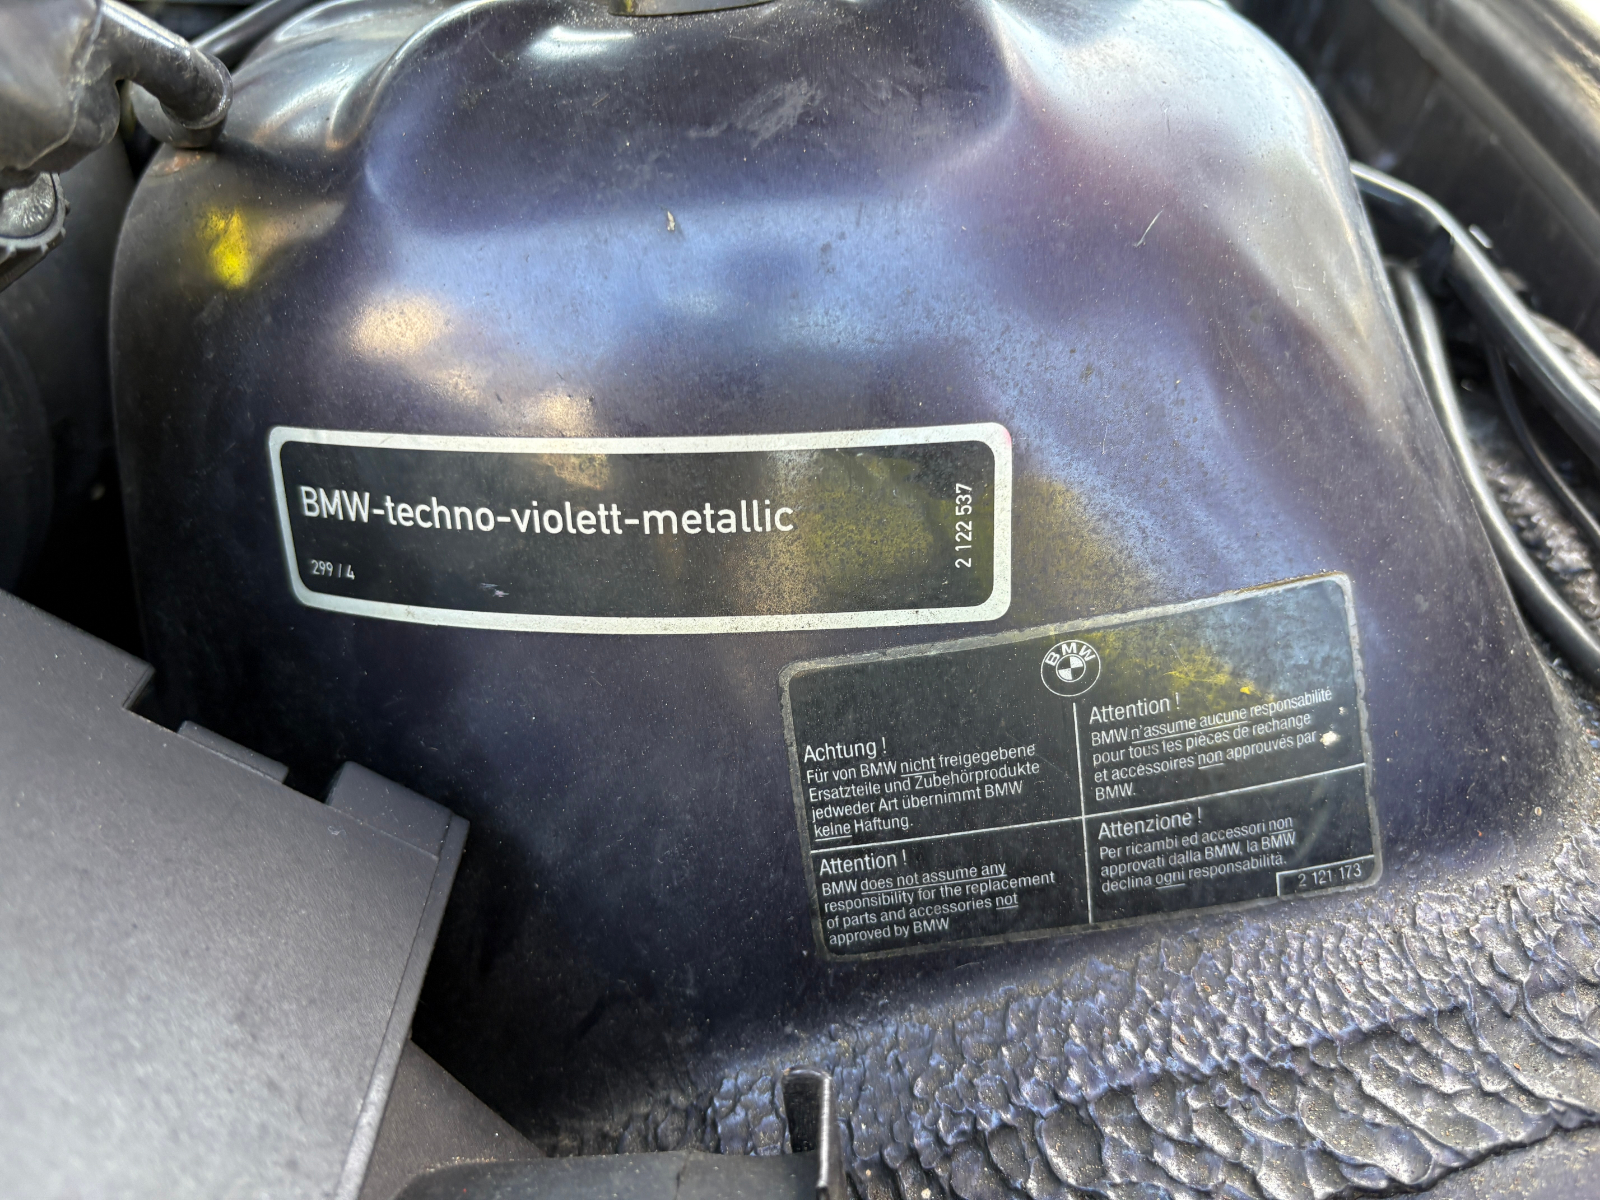 BMW-techno-violett-metallic
299 / 4
2 122 537
BMW
Achtung !
Für von BMW nicht freigegebene
Ersatzteile und Zubehörprodukte
jedweder Art übernimmt BMW
keine Haftung.
Attention !
BMW does not assume any
responsibility for the replacement
of parts and accessories not
approved by BMW
Attention !
BMW n'assume aucune responsabilité
pour tous les pièces de rechange
et accessoires non approuvés par
BMW.
Attenzione !
Per ricambi ed accessori non
approvati dalla BMW, la BMW
declina ogni responsabilità.
2 121 173